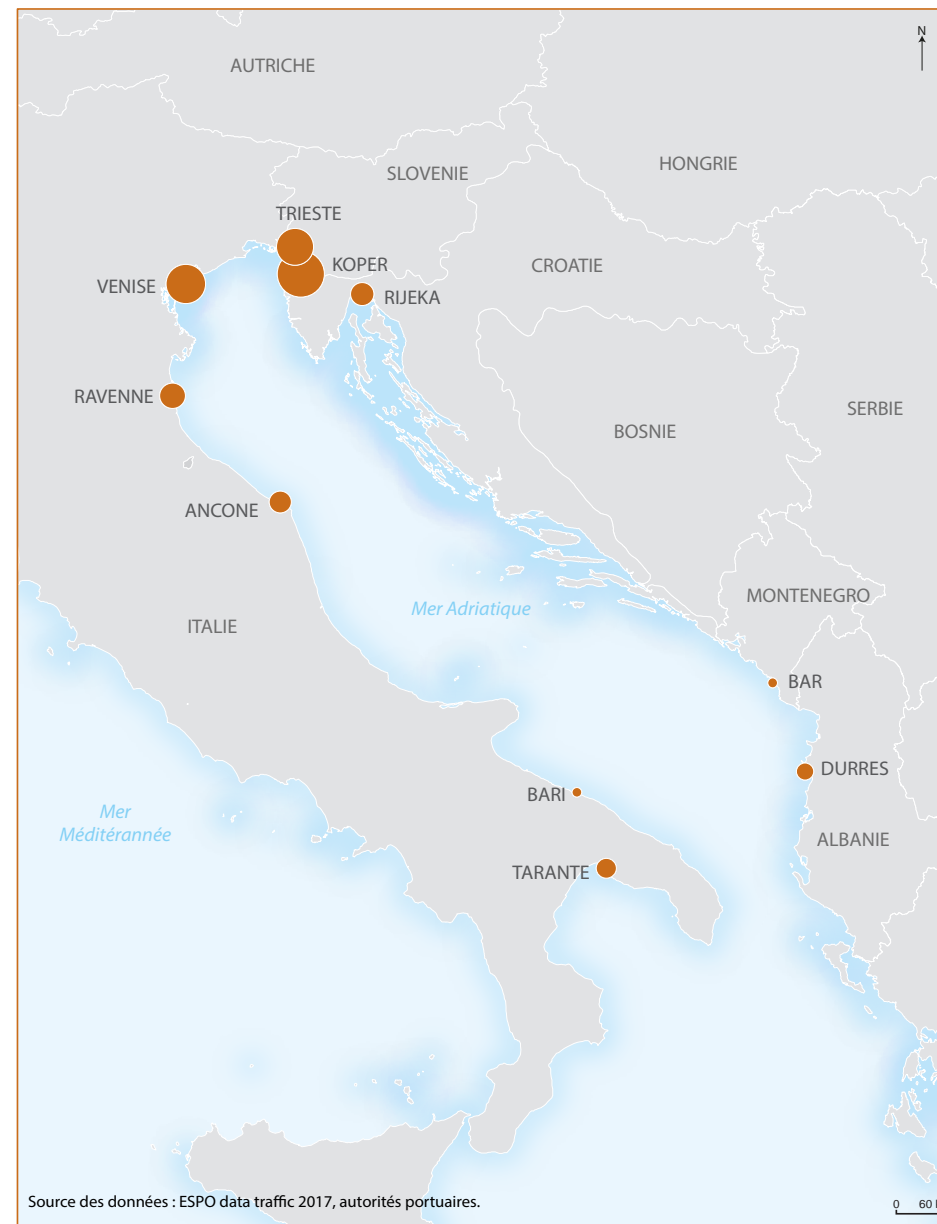 N
AUTRICHE
HONGRIE
SLOVENIE
TRIESTE
KOPER
CROATIE
VENISE
RIJEKA
RAVENNE
SERBIE
BOSNIE
ANCONE
MONTENEGRO
Mer Adriatique
ITALIE
BAR
DURRES
BARI
Mer
Méditérannée
ALBANIE
TARANTE
Source des données : ESPO data traffic 2017, autorités portuaires.
0 60